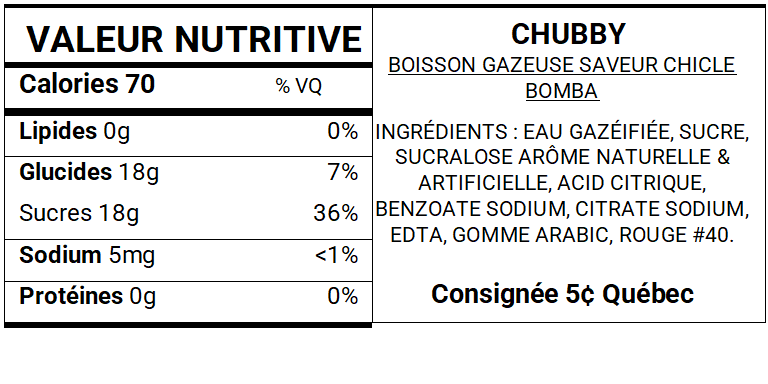 VALEUR NUTRITIVE
Calories 70 % VQ
Lipides 0g 0%
Glucides 18g 7%
Sucres 18g 36%
Sodium 5mg <1%
Protéines 0g 0%
CHUBBY
BOISSON GAZEUSE SAVEUR CHICLE
BOMBA
INGRÉDIENTS : EAU GAZÉIFIÉE, SUCRE,
SUCRALOSE ARÔME NATURELLE &
ARTIFICIELLE, ACID CITRIQUE,
BENZOATE SODIUM, CITRATE SODIUM,
EDTA, GOMME ARABIC, ROUGE #40.
Consignée 5¢ Québec